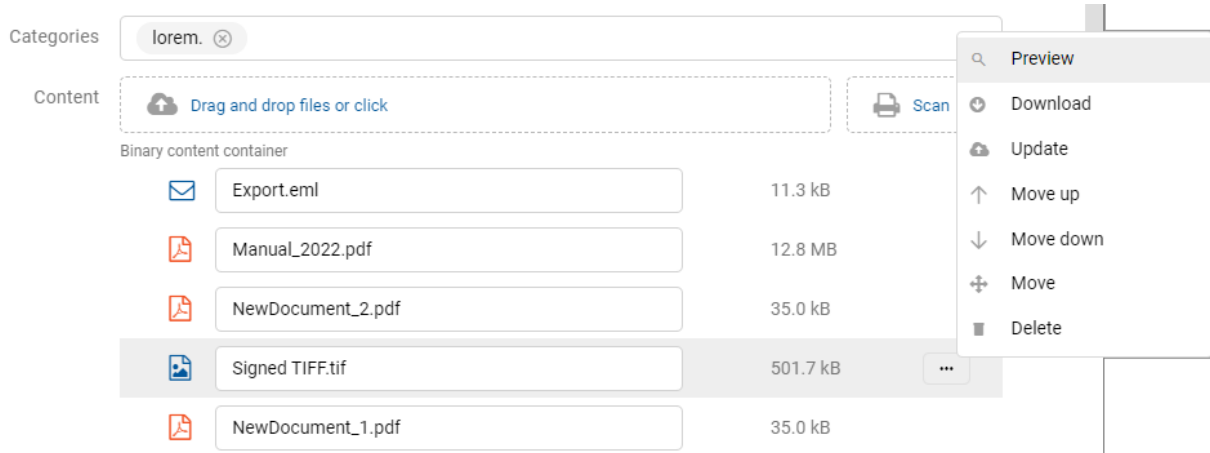 Categories
lorem.
Preview
Content
Drag and drop files or click
Scan
Download
Update
Binary content container
Export.eml
11.3 kB
Move up
Manual_2022.pdf
12.8 MB
Move down
Move
NewDocument_2.pdf
35.0 kB
Delete
Signed TIFF.tif
501.7 kB
NewDocument_1.pdf
35.0 kB